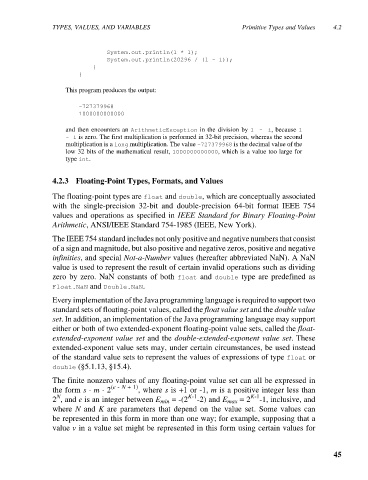 TYPES, VALUES, AND VARIABLES Primitive Types and Values 4.2
System.out.println(l * i);
System.out.println(20296 / (l - i));
}
}
This program produces the output:
-727379968
1000000000000
and then encounters an ArithmeticException in the division by l - i, because l
- i is zero. The first multiplication is performed in 32-bit precision, whereas the second
multiplication is a long multiplication. The value -727379968 is the decimal value of the
low 32 bits of the mathematical result, 1000000000000, which is a value too large for
type int.
4.2.3 Floating-Point Types, Formats, and Values
The floating-point types are float and double, which are conceptually associated
with the single-precision 32-bit and double-precision 64-bit format IEEE 754
values and operations as specified in IEEE Standard for Binary Floating-Point
Arithmetic, ANSI/IEEE Standard 754-1985 (IEEE, New York).
The IEEE 754 standard includes not only positive and negative numbers that consist
of a sign and magnitude, but also positive and negative zeros, positive and negative
infinities, and special Not-a-Number values (hereafter abbreviated NaN). A NaN
value is used to represent the result of certain invalid operations such as dividing
zero by zero. NaN constants of both float and double type are predefined as
Float.NaN and Double.NaN.
Every implementation of the Java programming language is required to support two
standard sets of floating-point values, called the float value set and the double value
set. In addition, an implementation of the Java programming language may support
either or both of two extended-exponent floating-point value sets, called the float-
extended-exponent value set and the double-extended-exponent value set. These
extended-exponent value sets may, under certain circumstances, be used instead
of the standard value sets to represent the values of expressions of type float or
double (§5.1.13, §15.4).
The finite nonzero values of any floating-point value set can all be expressed in
the form s · m · 2^(e - N + 1), where s is +1 or -1, m is a positive integer less than
2^N, and e is an integer between Emin = -(2^K-1-2) and Emax = 2^K-1-1, inclusive, and
where N and K are parameters that depend on the value set. Some values can
be represented in this form in more than one way; for example, supposing that a
value v in a value set might be represented in this form using certain values for
45